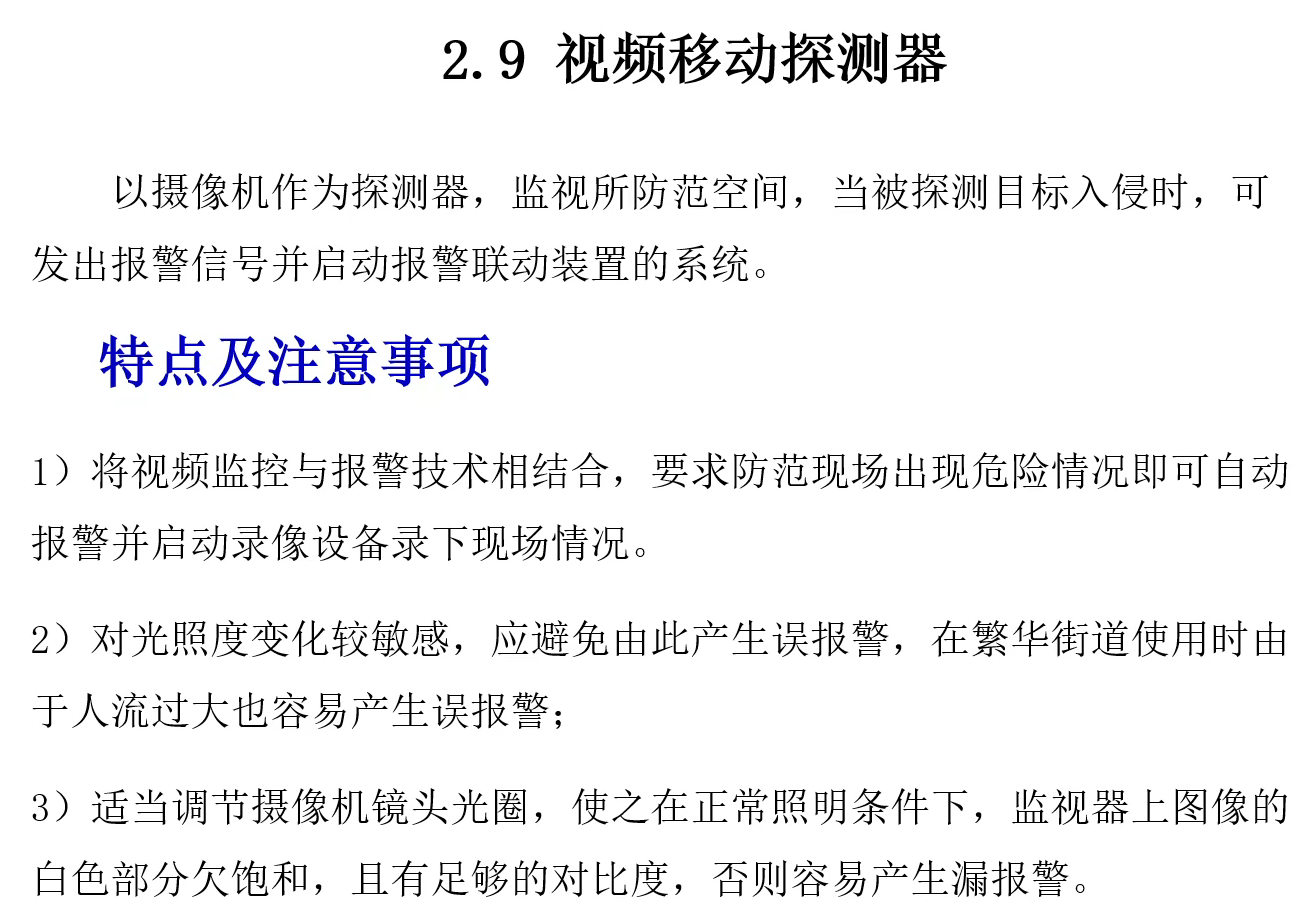 2.9 视频移动探测器
以摄像机作为探测器，监视所防范空间，当被探测目标入侵时，可
发出报警信号并启动报警联动装置的系统。
特点及注意事项
1）将视频监控与报警技术相结合，要求防范现场出现危险情况即可自动
报警并启动录像设备录下现场情况。
2）对光照度变化较敏感，应避免由此产生误报警，在繁华街道使用时由
于人流过大也容易产生误报警；
3）适当调节摄像机镜头光圈，使之在正常照明条件下，监视器上图像的
白色部分欠饱和，且有足够的对比度，否则容易产生漏报警。